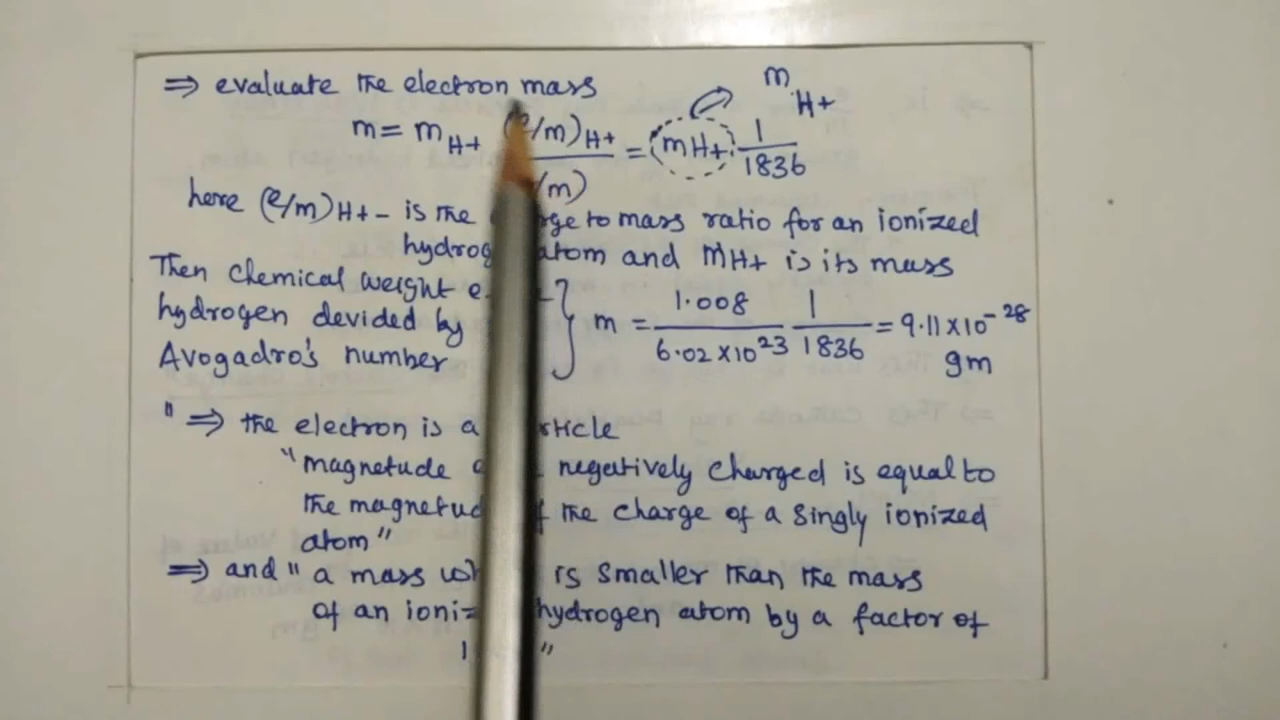 ⇒ evaluate the electron mass
m = m H+ (e/m)H+ / (/m) = (mH+) 1/1836 m H+
here (e/m)H+ - is the to mass ratio for an ionized
hydrog atom and mH+ is its mass
Then chemical weight
hydrogen devided by
Avogadro's number } m = 1.008 / 6.02 × 10^23 1/1836 = 9.11 × 10^-28 gm
" ⇒ the electron is a
"magnetude negatively charged is equal to
the magnetud the charge of a singly ionized
atom"
⇒ and " a mass is smaller than the mass
of an ioniz hydrogen atom by a factor of
"